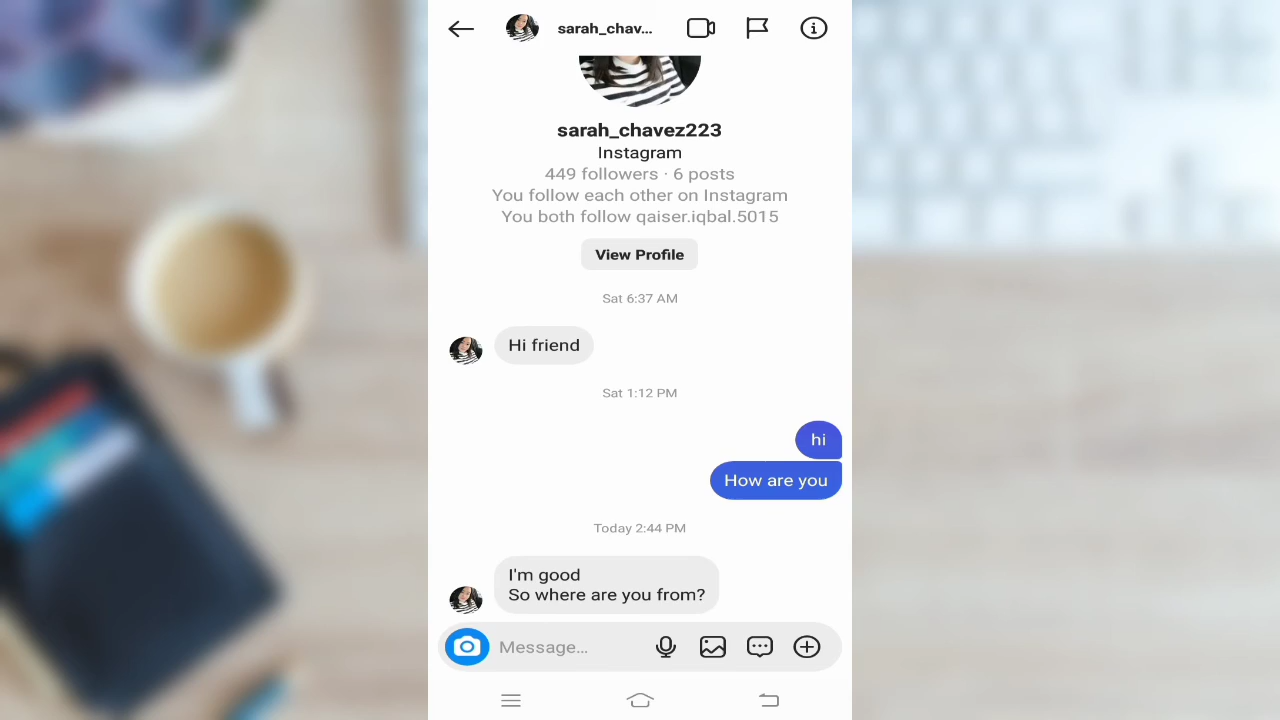 sarah_chav...
sarah_chavez223
Instagram
449 followers · 6 posts
You follow each other on Instagram
You both follow qaiser.iqbal.5015
View Profile
Sat 6:37 AM
Hi friend
Sat 1:12 PM
hi
How are you
Today 2:44 PM
I'm good
So where are you from?
Message...